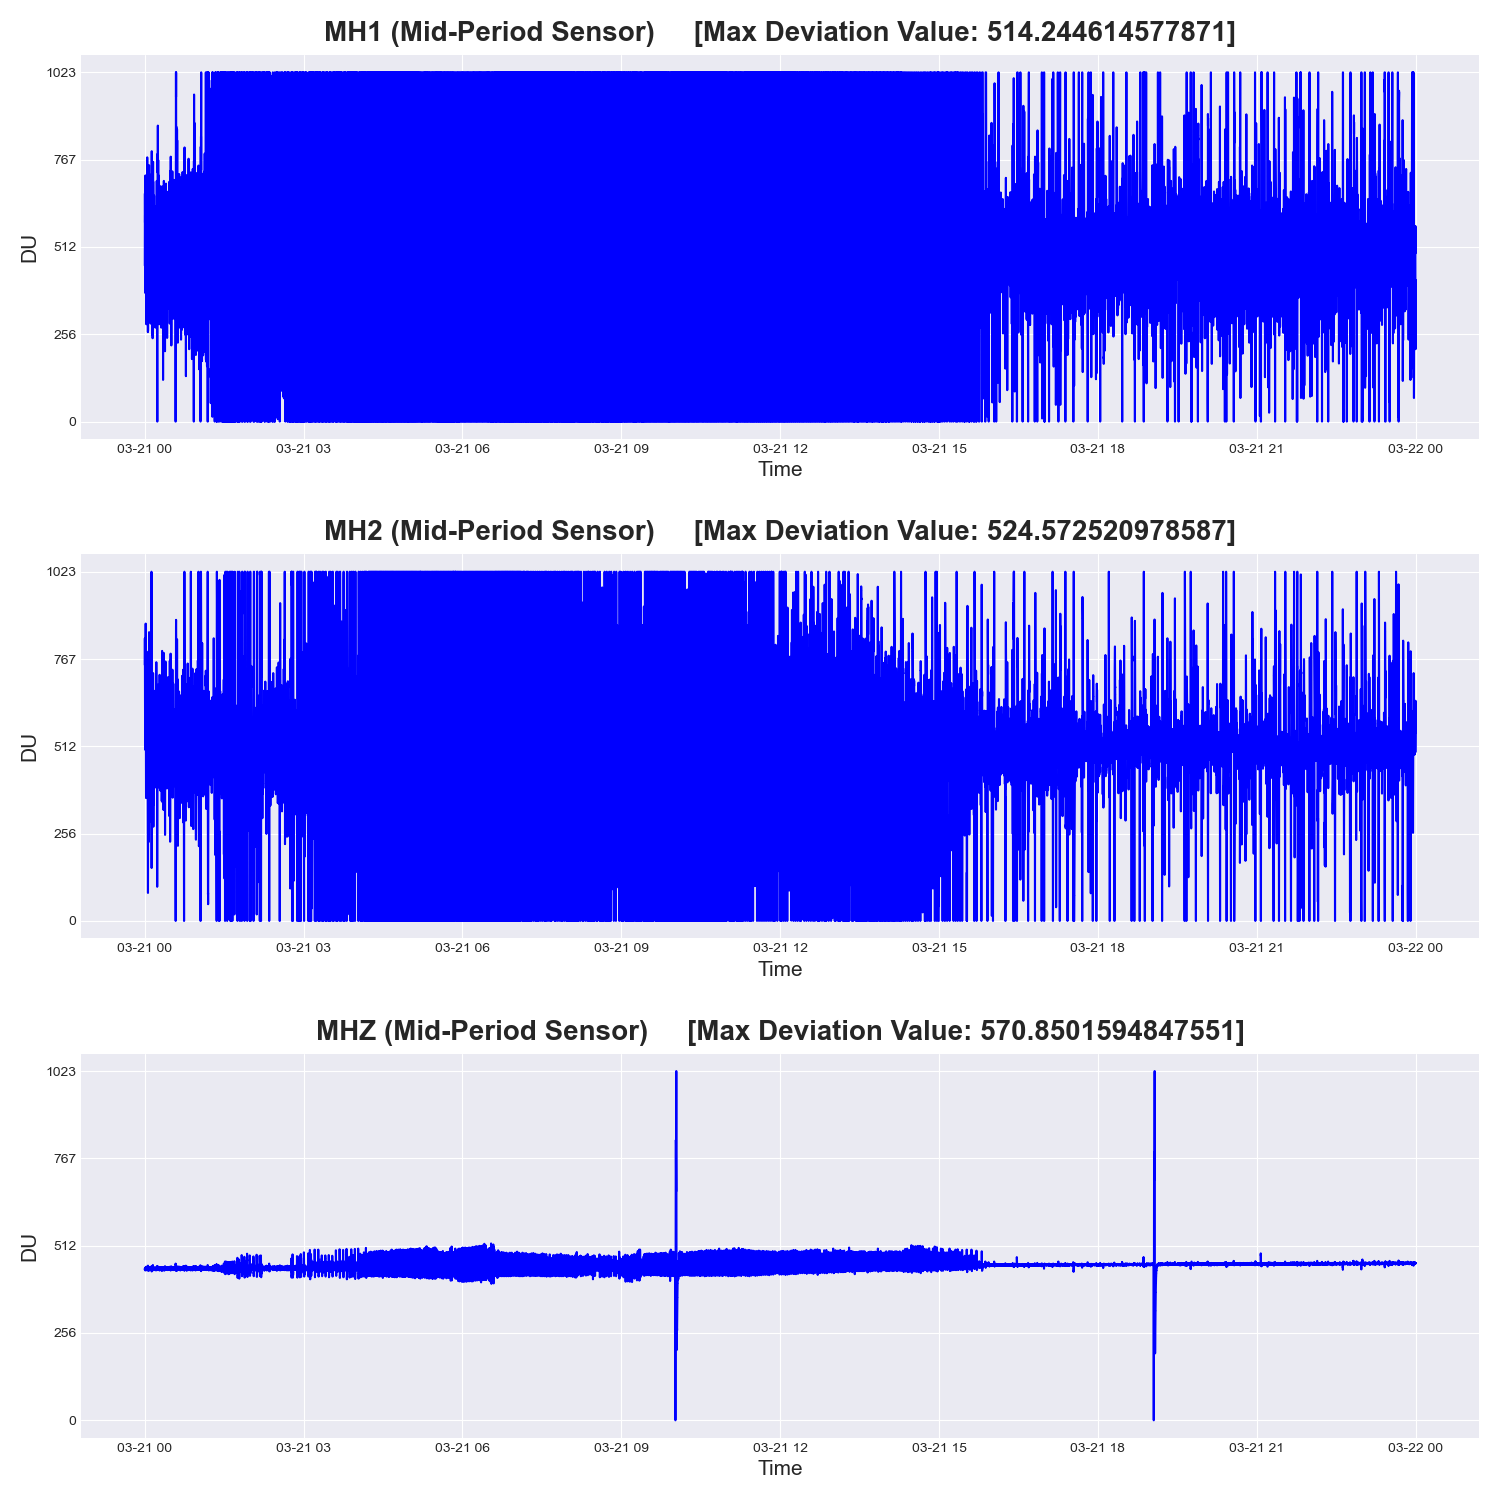 MH1 (Mid-Period Sensor) [Max Deviation Value: 514.244614577871]
1023
767
512
256
0
DU
03-21 00 03-21 03 03-21 06 03-21 09 03-21 12 03-21 15 03-21 18 03-21 21 03-22 00
Time
MH2 (Mid-Period Sensor) [Max Deviation Value: 524.572520978587]
1023
767
512
256
0
DU
03-21 00 03-21 03 03-21 06 03-21 09 03-21 12 03-21 15 03-21 18 03-21 21 03-22 00
Time
MHZ (Mid-Period Sensor) [Max Deviation Value: 570.8501594847551]
1023
767
512
256
0
DU
03-21 00 03-21 03 03-21 06 03-21 09 03-21 12 03-21 15 03-21 18 03-21 21 03-22 00
Time